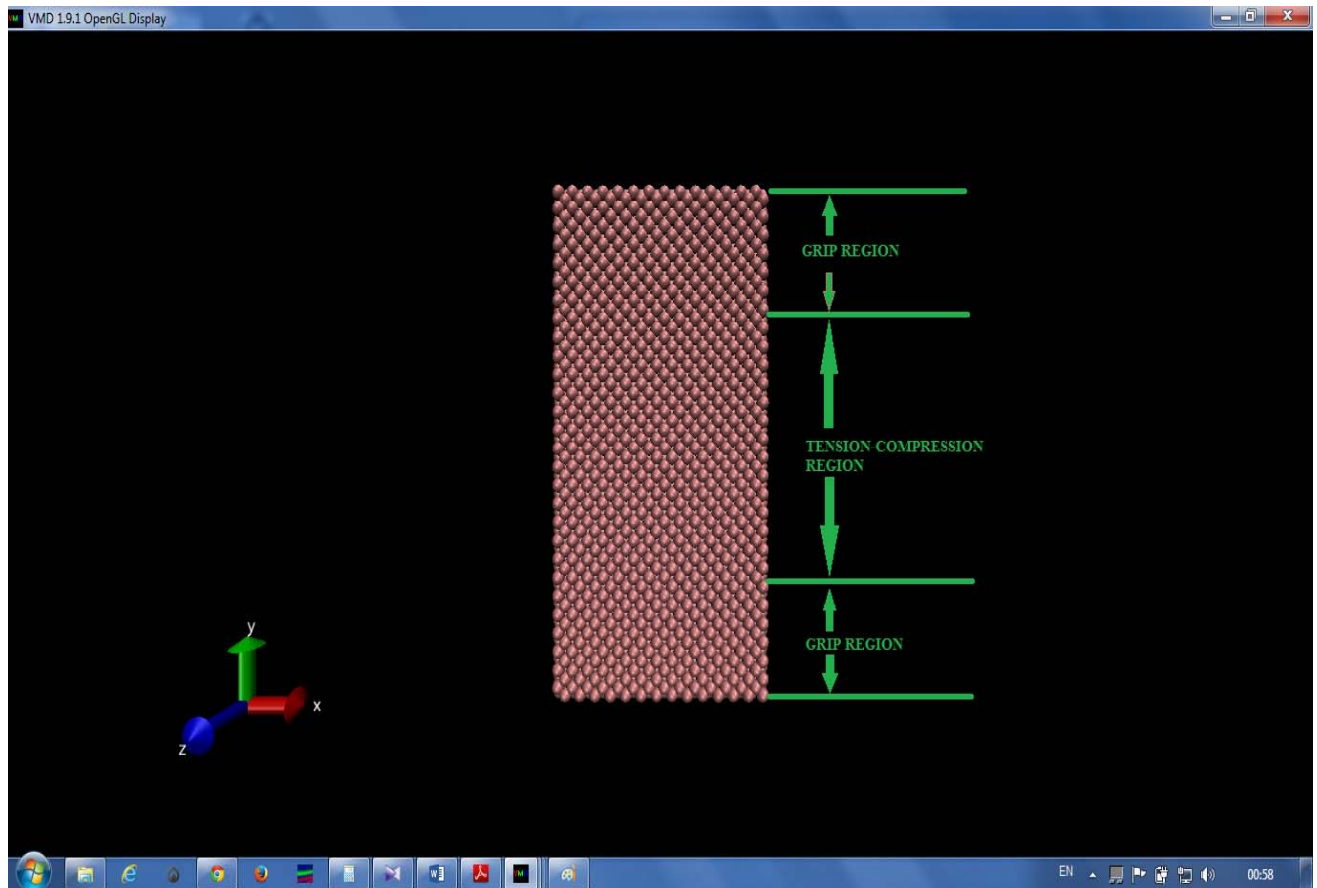 VMD 1.9.1 OpenGL Display
GRIP REGION
TENSION-COMPRESSION
REGION
GRIP REGION
y
x
z
EN
00:58